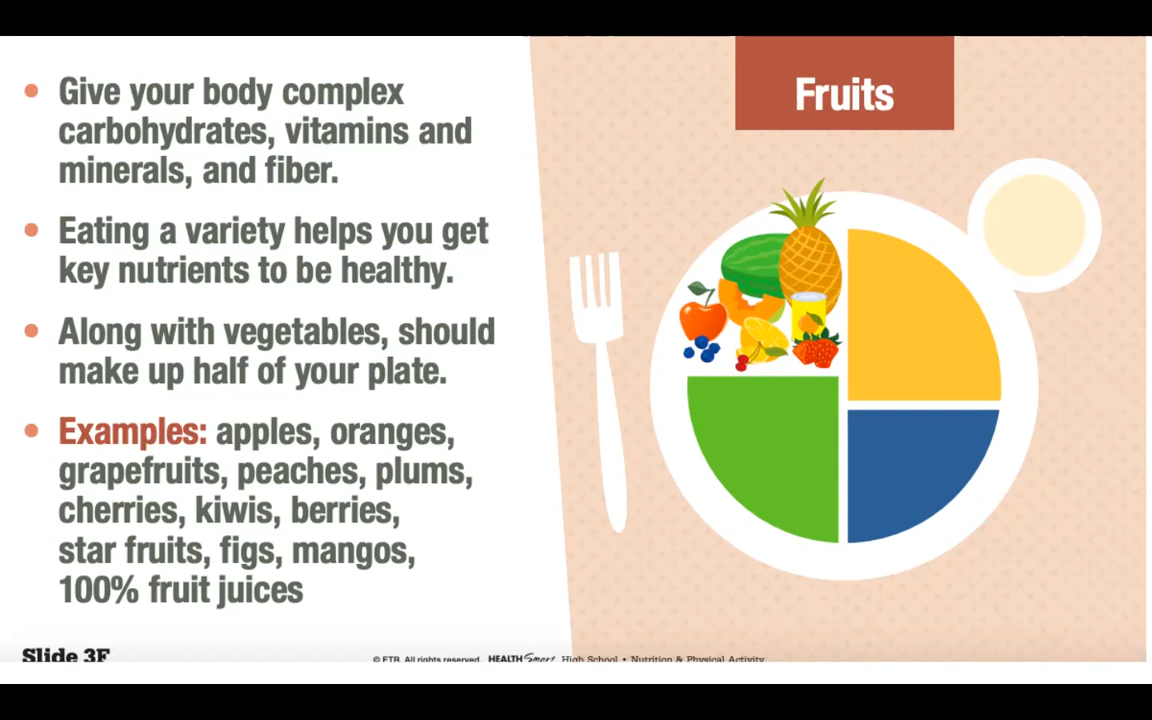 • Give your body complex
carbohydrates, vitamins and
minerals, and fiber.
• Eating a variety helps you get
key nutrients to be healthy.
• Along with vegetables, should
make up half of your plate.
• Examples: apples, oranges,
grapefruits, peaches, plums,
cherries, kiwis, berries,
star fruits, figs, mangos,
100% fruit juices
Fruits
Slide 3F
© ETR. All rights reserved. HEALTHSmart High School • Nutrition & Physical Activity